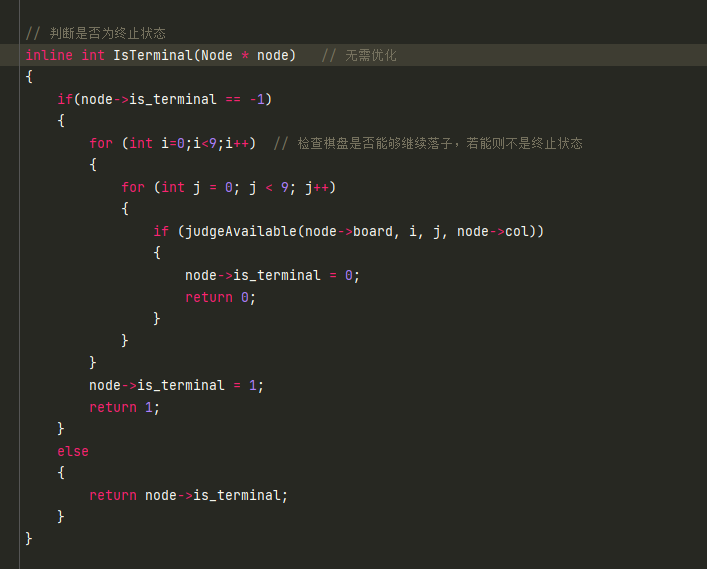 // 判断是否为终止状态
inline int IsTerminal(Node * node)   // 无需优化
{
    if(node->is_terminal == -1)
    {
        for (int i=0;i<9;i++)  // 检查棋盘是否能够继续落子，若能则不是终止状态
        {
            for (int j = 0; j < 9; j++)
            {
                if (judgeAvailable(node->board, i, j, node->col))
                {
                    node->is_terminal = 0;
                    return 0;
                }
            }
        }
        node->is_terminal = 1;
        return 1;
    }
    else
    {
        return node->is_terminal;
    }
}